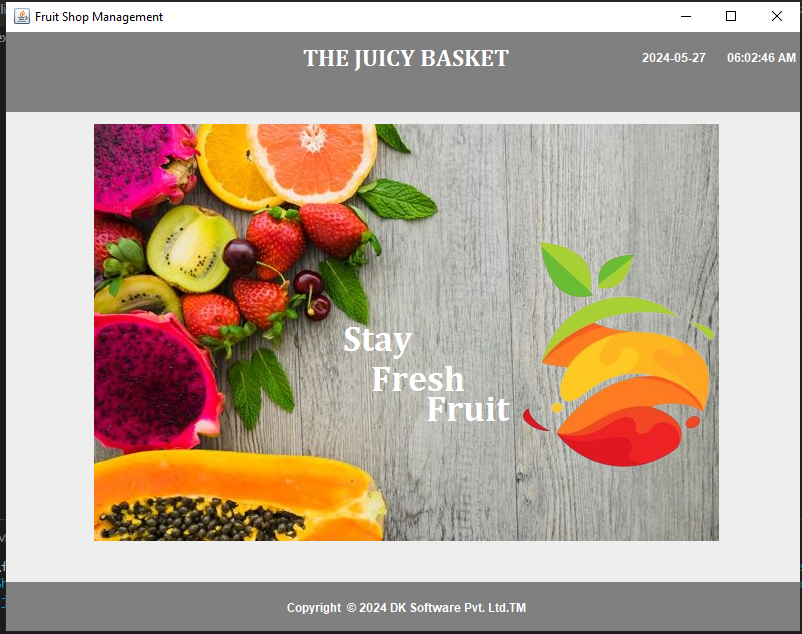 Fruit Shop Management
THE JUICY BASKET
2024-05-27 06:02:46 AM
Stay
Fresh
Fruit
Copyright © 2024 DK Software Pvt. Ltd.TM